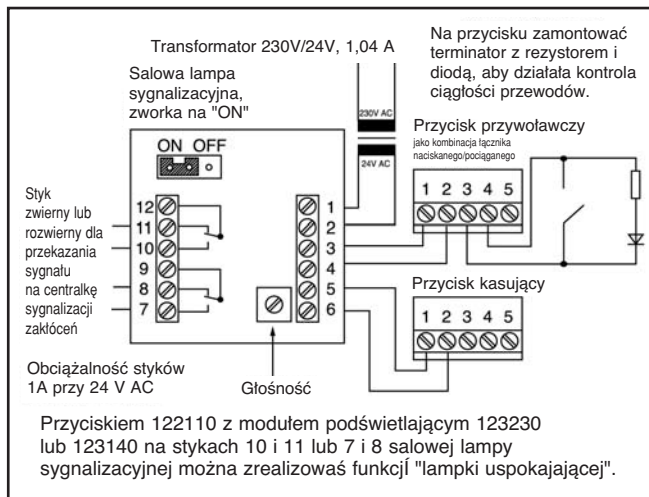 Transformator 230V/24V, 1,04 A
Na przycisku zamontować
terminator z rezystorem i
diodą, aby działała kontrola
ciągłości przewodów.
Salowa lampa
sygnalizacyjna,
zworka na "ON"
230V AC
24V AC
Przycisk przywoławczy
jako kombinacja łącznika
naciskanego/pociąganego
ON OFF
1 2 3 4 5
Styk
zwierny lub
rozwierny dla
przekazania
sygnału
na centralkę
sygnalizacji
zakłóceń
12
11
10
9
8
7
1
2
3
4
5
6
Przycisk kasujący
1 2 3 4 5
Obciążalność styków
1A przy 24 V AC
Głośność
Przyciskiem 122110 z modułem podświetlającym 123230
lub 123140 na stykach 10 i 11 lub 7 i 8 salowej lampy
sygnalizacyjnej można zrealizowaś funkcjÍ "lampki uspokajającej".